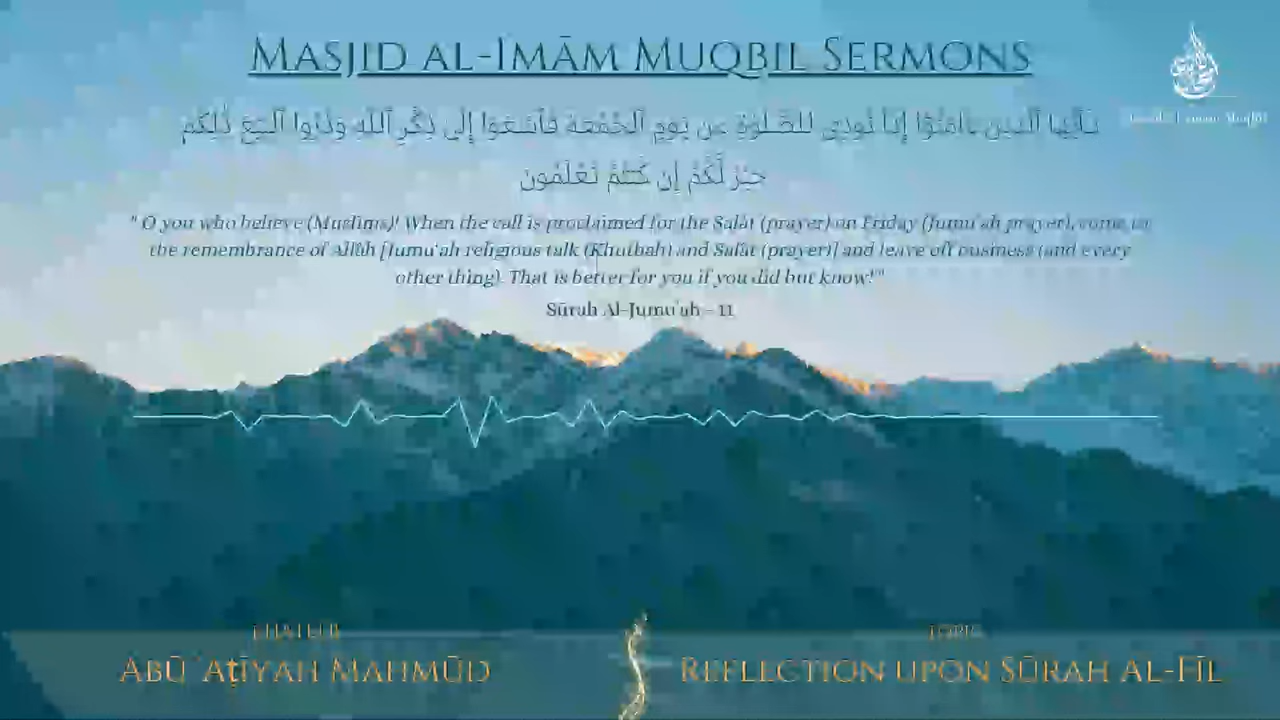 MASJID AL-IMĀM MUQBIL SERMONS
يَـٰٓأَيُّهَا ٱلَّذِينَ ءَامَنُوٓا۟ إِذَا نُودِىَ لِلصَّلَوٰةِ مِن يَوْمِ ٱلْجُمُعَةِ فَٱسْعَوْا۟ إِلَىٰ ذِكْرِ ٱللَّهِ وَذَرُوا۟ ٱلْبَيْعَ ذَٰلِكُمْ
خَيْرٌ لَّكُمْ إِن كُنتُمْ تَعْلَمُونَ
" O you who believe (Muslims)! When the call is proclaimed for the Salāt (prayer) on Friday (Jumu'ah prayer), come to
the remembrance of Allāh [Jumu'ah religious talk (Khutbah) and Salāt (prayer)] and leave off business (and every
other thing). That is better for you if you did but know!"
Sūrah Al-Jumu'ah - 11
KHATEEB
ABŪ 'AṬĪYAH MAHMŪD
TOPIC
REFLECTION UPON SŪRAH AL-FĪL